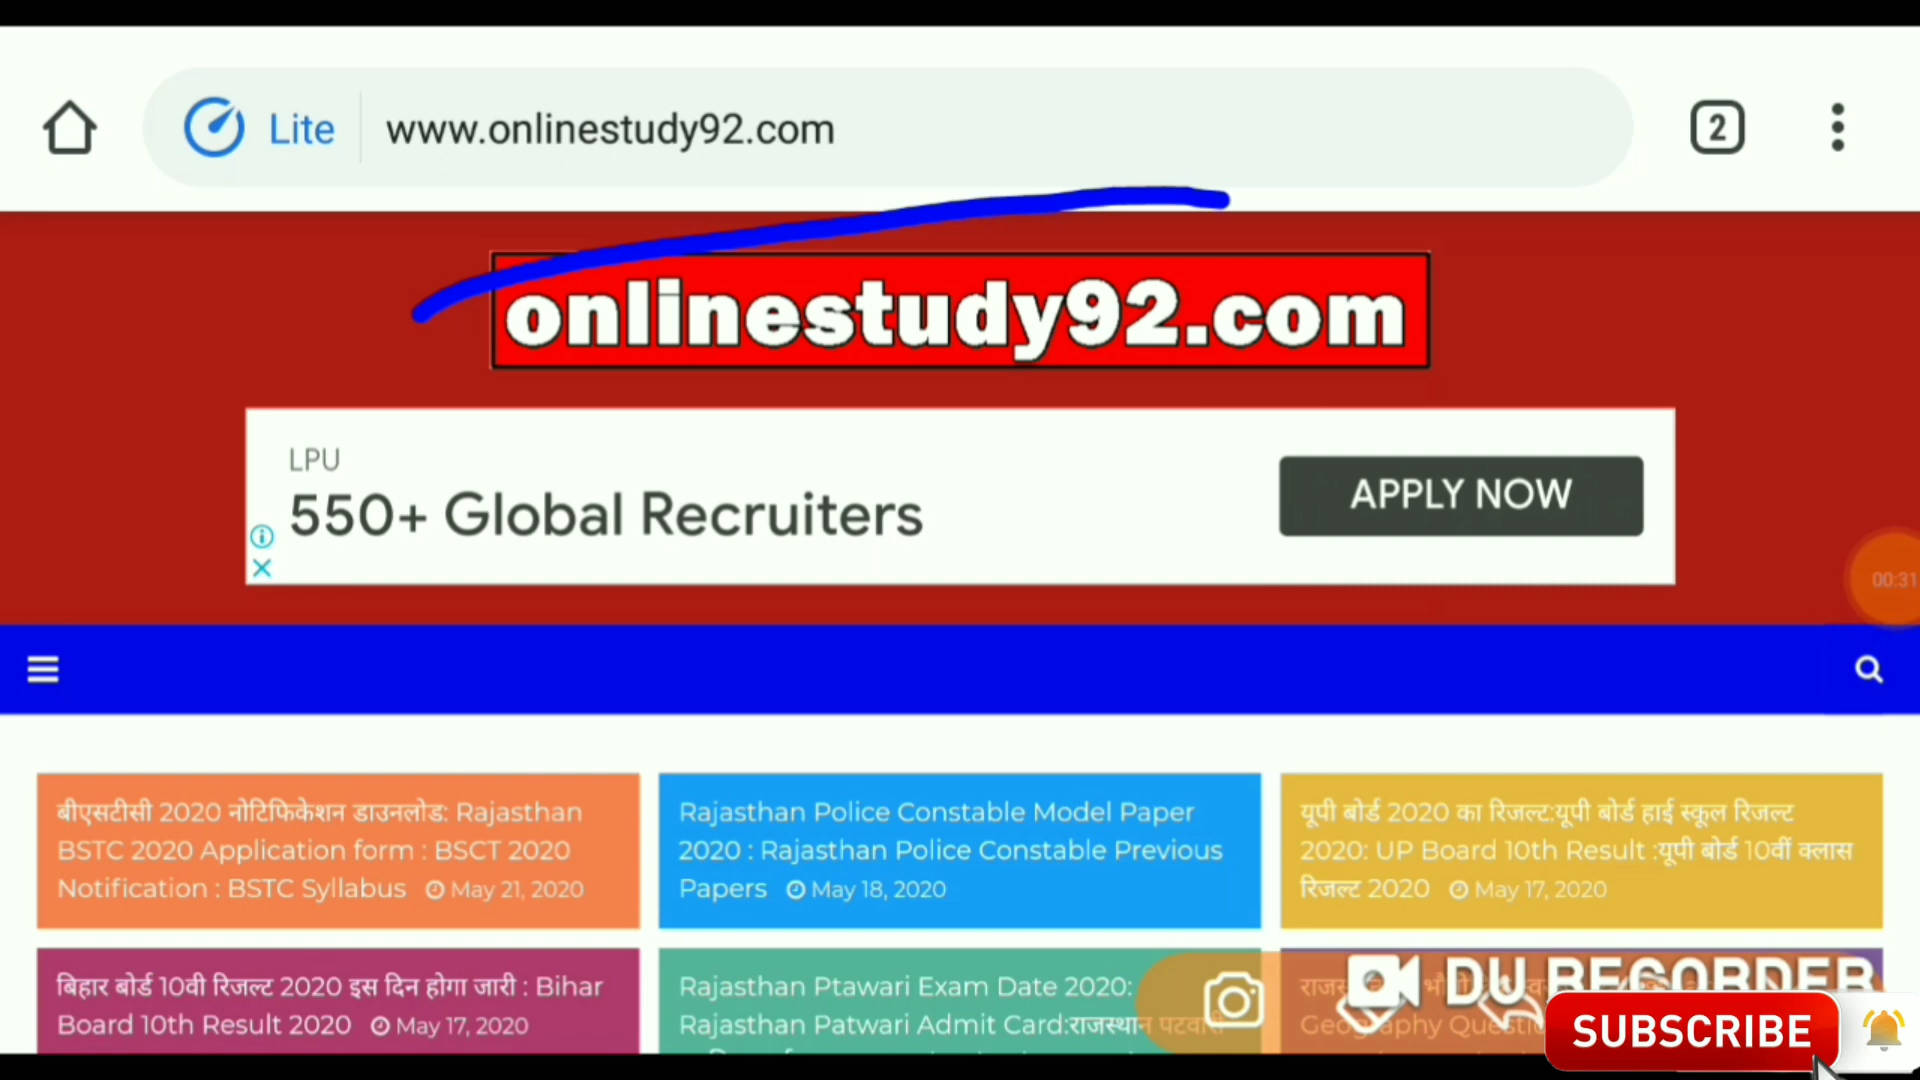 Lite www.onlinestudy92.com 2
onlinestudy92.com
LPU
550+ Global Recruiters
APPLY NOW
00:31
बीएसटीसी 2020 नोटिफिकेशन डाउनलोड: Rajasthan
BSTC 2020 Application form : BSCT 2020
Notification : BSTC Syllabus May 21, 2020
Rajasthan Police Constable Model Paper
2020 : Rajasthan Police Constable Previous
Papers May 18, 2020
यूपी बोर्ड 2020 का रिजल्ट:यूपी बोर्ड हाई स्कूल रिजल्ट
2020: UP Board 10th Result :यूपी बोर्ड 10वीं क्लास
रिजल्ट 2020 May 17, 2020
बिहार बोर्ड 10वी रिजल्ट 2020 इस दिन होगा जारी : Bihar
Board 10th Result 2020 May 17, 2020
Rajasthan Ptawari Exam Date 2020:
Rajasthan Patwari Admit Card:राजस्थान पटवारी
Geography
DU RECORDER
SUBSCRIBE